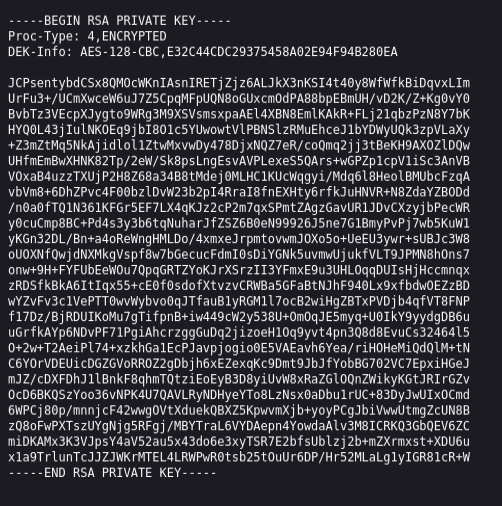 -----BEGIN RSA PRIVATE KEY-----
Proc-Type: 4,ENCRYPTED
DEK-Info: AES-128-CBC,E32C44CDC29375458A02E94F94B280EA

JCPsentybdCSx8QMOcWKnIAsnIRETjZjz6ALJkX3nKSI4t40y8WfWfkBiDqvxLIm
UrFu3+/UCmXwceW6uJ7Z5CpqMFpUQN8oGUxcmOdPA88bpEBmUH/vD2K/Z+Kg0vY0
BvbTz3VEcpXJygto9WRg3M9XSVsmsxpaAEl4XBN8EmlKAkR+FLj21qbzPzN8Y7bK
HYQ0L43jIulNKOEq9jbI8O1c5YUwowtVlPBNSlzRMuEhceJ1bYDWyUQk3zpVLaXy
+Z3mZtMq5NkAjidlol1ZtwMxvwDy478DjxNQZ7eR/coQmq2jj3tBeKH9AXOZlDQw
UHfmEmBwXHNK82Tp/2eW/Sk8psLngEsvAVPLexeS5QArs+wGPZp1cpV1iSc3AnVB
VOxaB4uzzTXUjP2H8Z68a34B8tMdej0MLHC1KUcWqgyi/Mdq6l8HeolBMUbcFzqA
vbVm8+6DhZPvc4F00bzlDvW23b2pI4RraI8fnEXHty6rfkJuHNVR+N8ZdaYZBODd
/n0a0fTQ1N361KFGr5EF7LX4qKJz2cP2m7qxSPmtZAgzGavUR1JDvCXzyjbPecWR
y0cuCmp8BC+Pd4s3y3b6tqNuharJfZSZ6B0eN99926J5ne7G1BmyPvPj7wb5KuW1
yKGn32DL/Bn+a4oReWngHMLDo/4xmxeJrpmtovwmJOXo5o+UeEU3ywr+sUBJc3W8
oUOXNfQwjdNXMkgVspf8w7bGecucFdmI0sDiYGNk5uvmwUjukfVLT9JPMN8hOns7
onw+9H+FYFUbEeWOu7QpqGRTZYoKJrXSrzII3YFmxE9u3UHLOqqDUIsHjHccmnqx
zRDSfkBkA6ItIqx55+cE0f0sdofXtvzvCRWBa5GFaBtNJhF940Lx9xfbdwOEZzBD
wYZvFv3c1VePTT0wvWybvo0qJTfauB1yRGM1l7ocB2wiHgZBTxPVDjb4qfVT8FNP
f17Dz/BjRDUIKoMu7gTifpnB+iw449cW2y538U+OmOqJE5myq+U0IkY9yydgDB6u
uGrfkAYp6NDvPF71PgiAhcrzggGuDq2jizoeH1Oq9yvt4pn3Q8d8EvuCs32464l5
O+2w+T2AeiPl74+xzkhGa1EcPJavpjogio0E5VAEavh6Yea/riHOHeMiQdQlM+tN
C6YOrVDEUicDGZGVoRROZ2gDbjh6xEZexqKc9Dmt9JbJfYobBG702VC7EpxiHGeJ
mJZ/cDXFDhJ1lBnkF8qhmTQtziEoEyB3D8yiUvW8xRaZGlOQnZWikyKGtJRIrGZv
OcD6BKQSzYoo36vNPK4U7QAVLRyNDHyeYTo8LzNsx0aDbu1rUC+83DyJwUIxOCmd
6WPCj80p/mnnjcF42wwgOVtXduekQBXZ5KpwvmXjb+yoyPCgJbiVwwUtmgZcUN8B
zQ8oFwPXTszUYgNjg5RFgj/MBYTraL6VYDAepn4YowdaAlv3M8ICRKQ3GbQEV6ZC
miDKAMx3K3VJpsY4aV52au5x43do6e3xyTSR7E2bfsUblzj2b+mZXrmxst+XDU6u
x1a9TrlunTcJJZJWKrMTEL4LRWPwR0tsb25tOuUr6DP/Hr52MLaLg1yIGR81cR+W
-----END RSA PRIVATE KEY-----